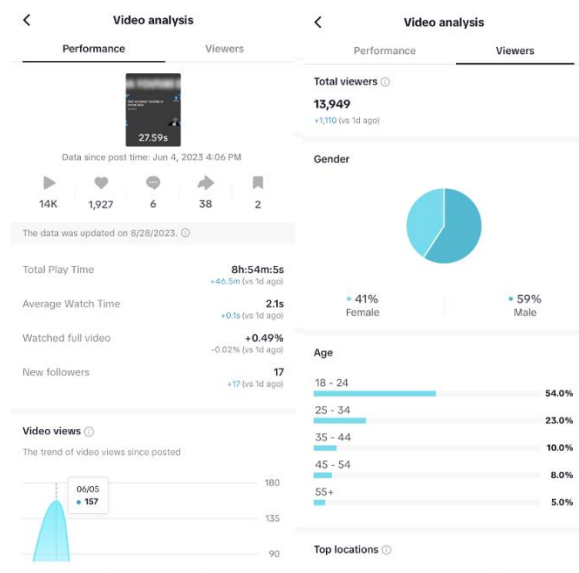 Video analysis
Performance
Viewers
27.59s
Data since post time: Jun 4, 2023 4:06 PM
14K
1,927
6
38
2
The data was updated on 8/28/2023.
Total Play Time
8h:54m:5s
+46.5m (vs 1d ago)
Average Watch Time
2.1s
+0.1s (vs 1d ago)
Watched full video
+0.49%
-0.02% (vs 1d ago)
New followers
17
+17 (vs 1d ago)
Video views
The trend of video views since posted
180
06/05
157
135
90
Video analysis
Performance
Viewers
Total viewers
13,949
+1,110 (vs 1d ago)
Gender
41%
Female
59%
Male
Age
18 - 24
54.0%
25 - 34
23.0%
35 - 44
10.0%
45 - 54
8.0%
55+
5.0%
Top locations